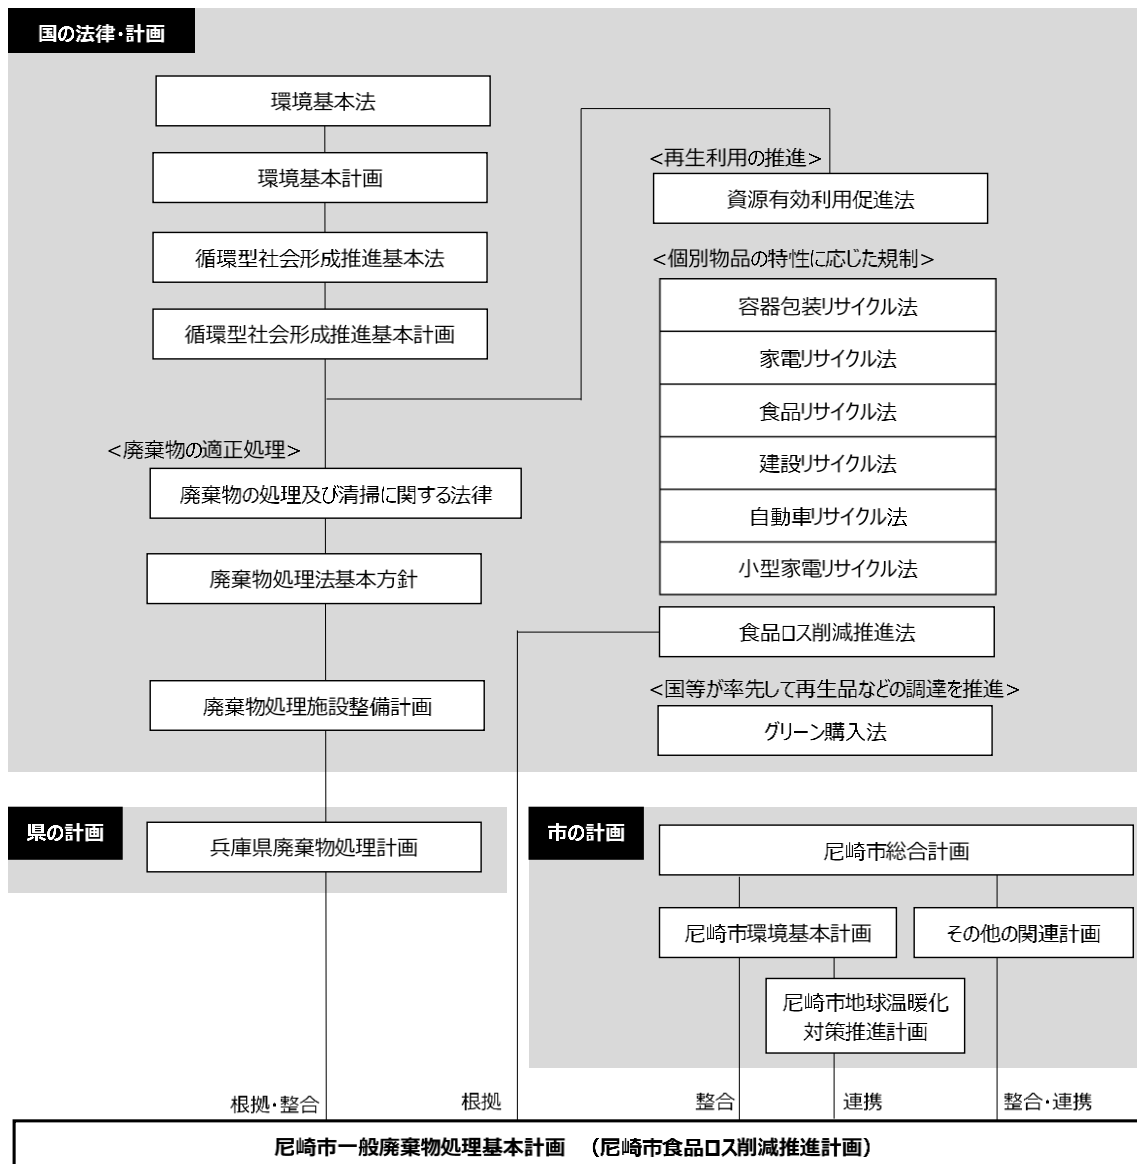 国の法律・計画
環境基本法
環境基本計画
循環型社会形成推進基本法
循環型社会形成推進基本計画
<廃棄物の適正処理>
廃棄物の処理及び清掃に関する法律
廃棄物処理法基本方針
廃棄物処理施設整備計画
<再生利用の推進>
資源有効利用促進法
<個別物品の特性に応じた規制>
容器包装リサイクル法
家電リサイクル法
食品リサイクル法
建設リサイクル法
自動車リサイクル法
小型家電リサイクル法
食品ロス削減推進法
<国等が率先して再生品などの調達を推進>
グリーン購入法
県の計画
兵庫県廃棄物処理計画
市の計画
尼崎市総合計画
尼崎市環境基本計画
その他の関連計画
尼崎市地球温暖化
対策推進計画
根拠・整合
根拠
整合
連携
整合・連携
尼崎市一般廃棄物処理基本計画 （尼崎市食品ロス削減推進計画）